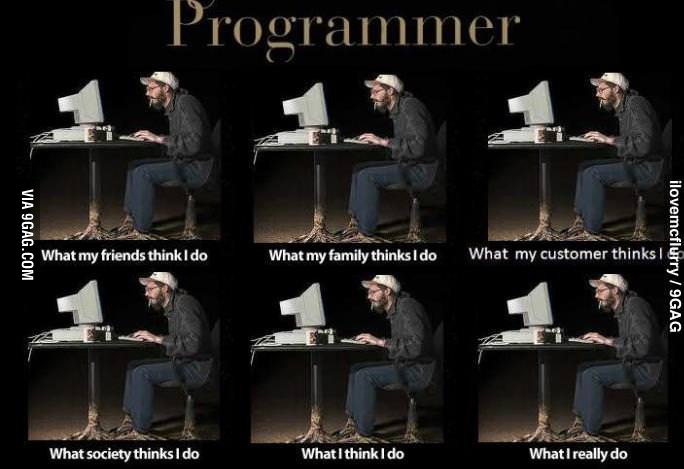 Programmer
What my friends think I do
What my family thinks I do
What my customer thinks I do
What society thinks I do
What I think I do
What I really do
VIA 9GAG.COM
ilovemcflurry / 9GAG